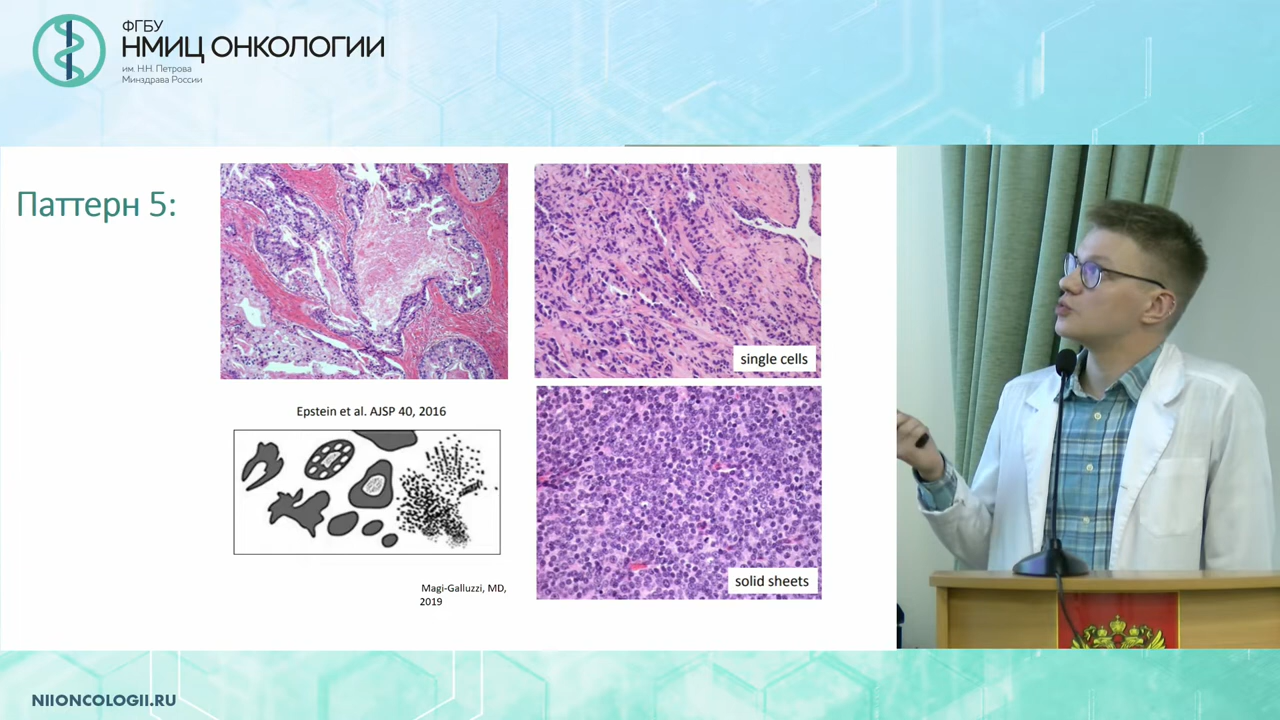 ФГБУ
НМИЦ ОНКОЛОГИИ
им. Н.Н. Петрова
Минздрава России
Паттерн 5:
single cells
Epstein et al. AJSP 40, 2016
solid sheets
Magi-Galluzzi, MD,
2019
NIIONCOLOGII.RU